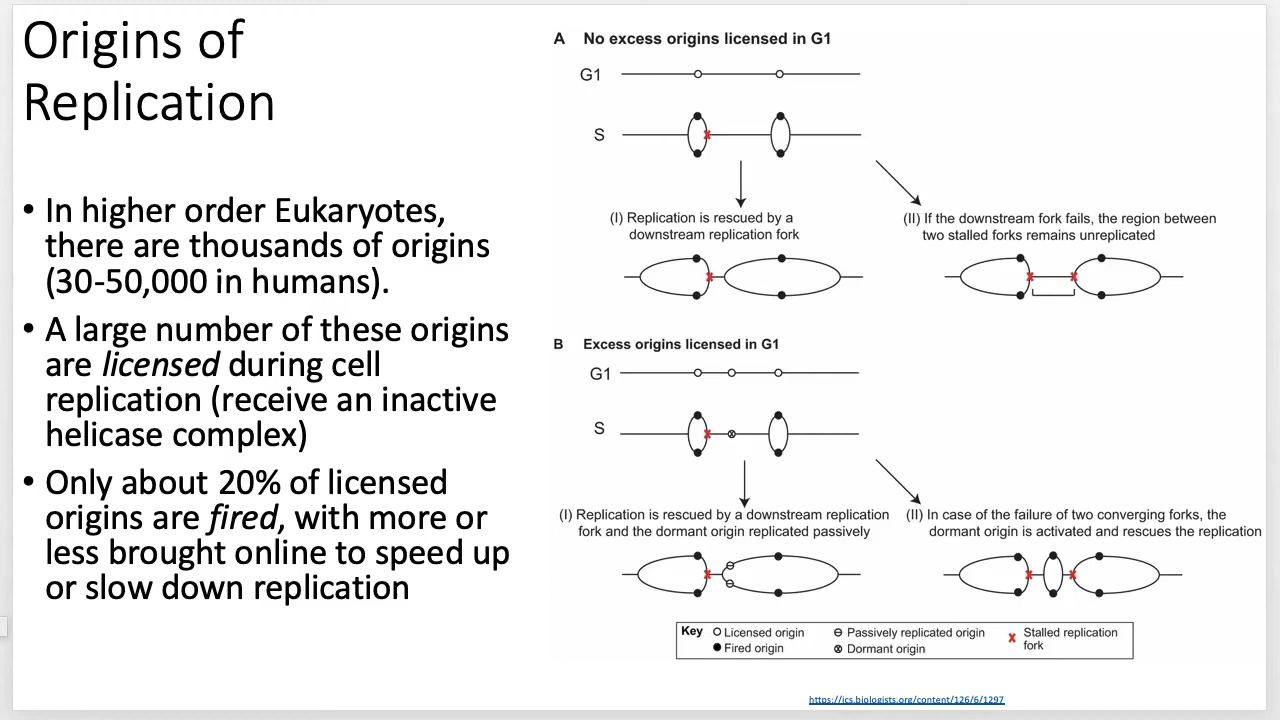 Origins of
Replication
• In higher order Eukaryotes,
there are thousands of origins
(30-50,000 in humans).
• A large number of these origins
are licensed during cell
replication (receive an inactive
helicase complex)
• Only about 20% of licensed
origins are fired, with more or
less brought online to speed up
or slow down replication
A No excess origins licensed in G1
G1
S
(I) Replication is rescued by a
downstream replication fork
(II) If the downstream fork fails, the region between
two stalled forks remains unreplicated
B Excess origins licensed in G1
G1
S
(I) Replication is rescued by a downstream replication
fork and the dormant origin replicated passively
(II) In case of the failure of two converging forks, the
dormant origin is activated and rescues the replication
Key
Licensed origin
Fired origin
Passively replicated origin
Dormant origin
Stalled replication
fork
https://jcs.biologists.org/content/126/6/1297